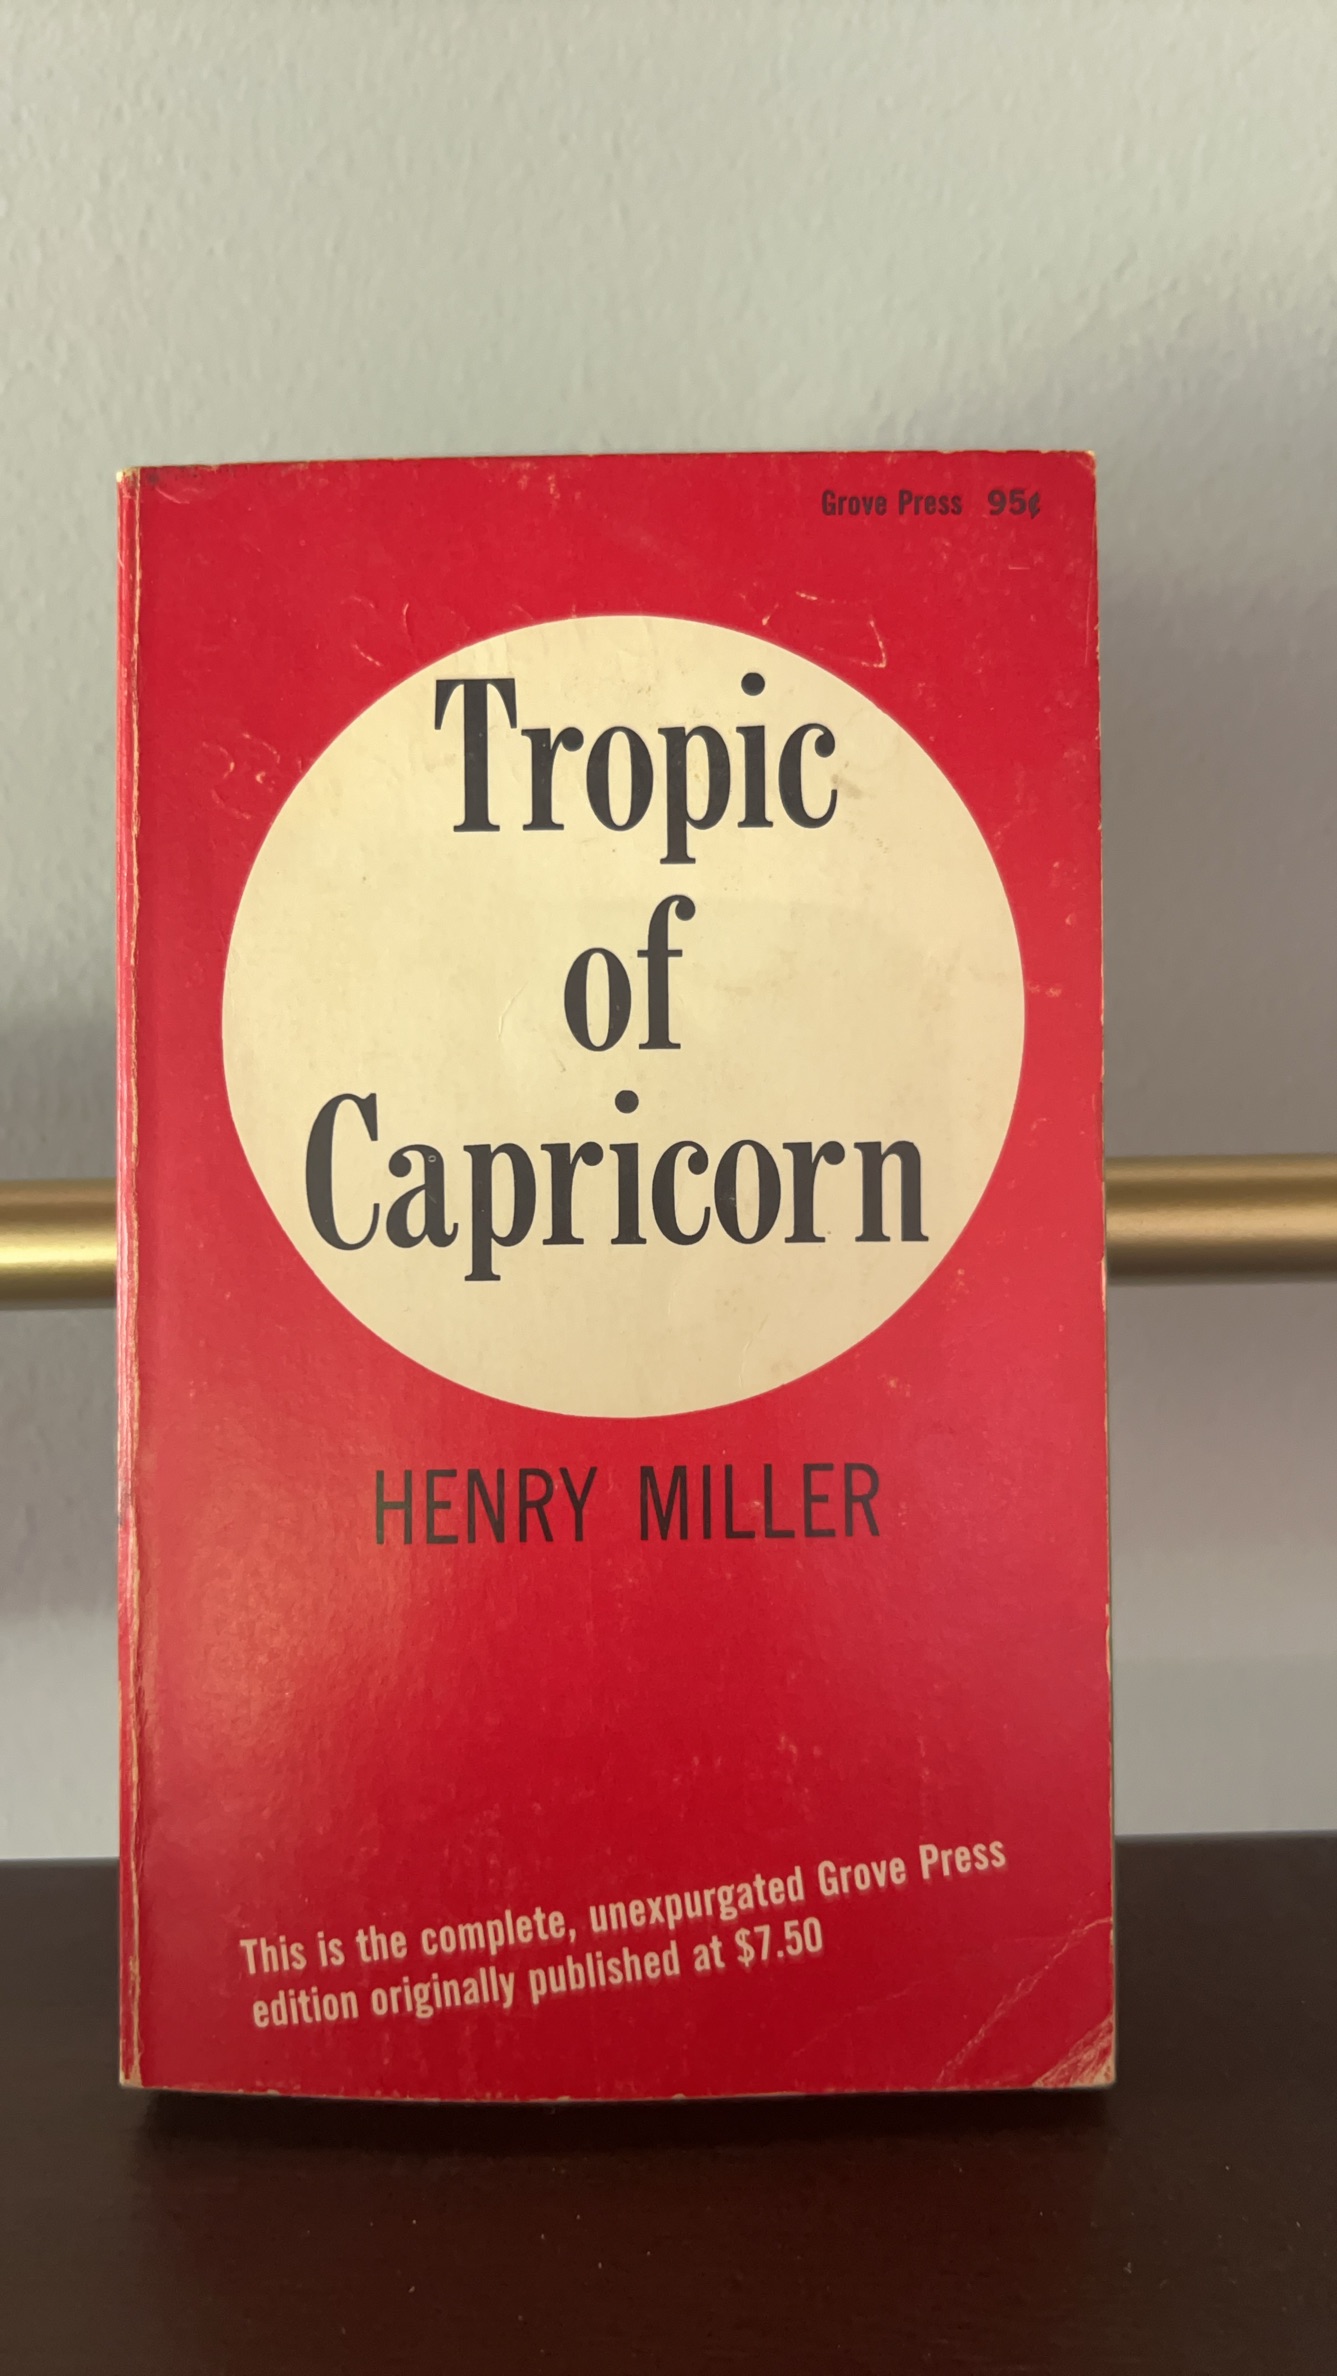 Grove Press 95¢
Tropic
of
Capricorn
HENRY MILLER
This is the complete, unexpurgated Grove Press
edition originally published at $7.50